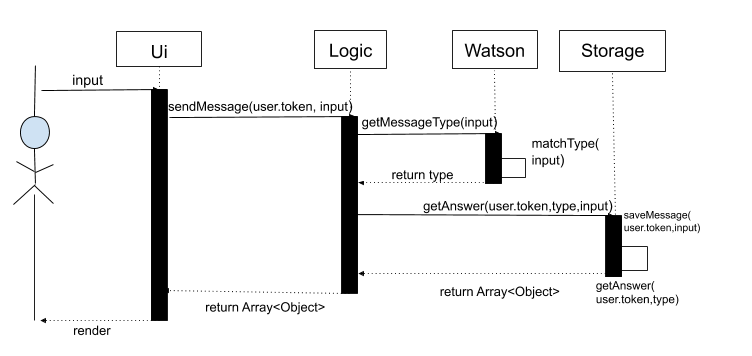 Ui
Logic
Watson
Storage
input
sendMessage(user.token, input)
getMessageType(input)
matchType(
input)
return type
getAnswer(user.token,type,input)
saveMessage(
user.token,input)
getAnswer(
user.token,type)
return Array<Object>
return Array<Object>
render